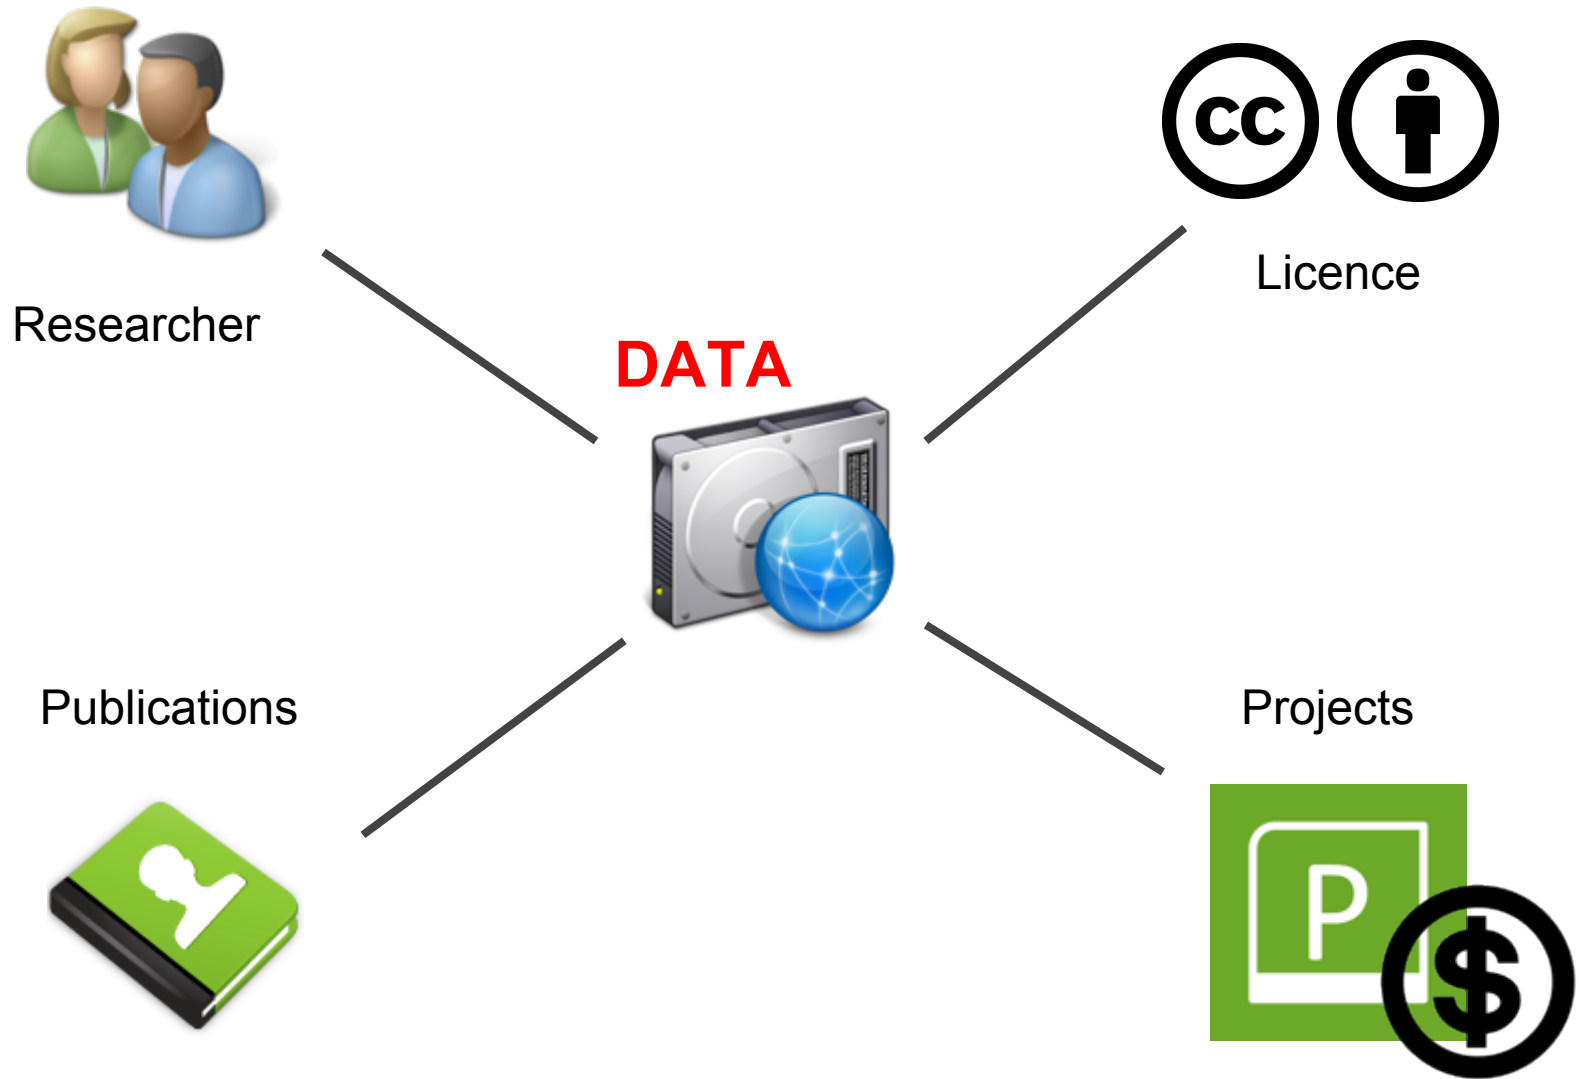 cc
Licence
Researcher
DATA
Publications
Projects
P
$